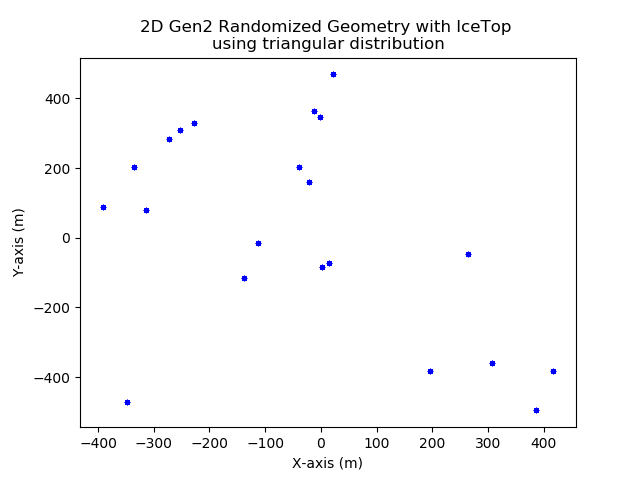 2D Gen2 Randomized Geometry with IceTop
using triangular distribution
Y-axis (m)
400
200
0
−200
−400
−400 −300 −200 −100 0 100 200 300 400
X-axis (m)